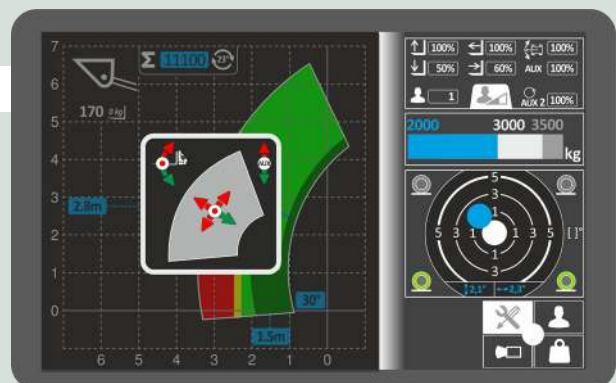 7
Σ 11100 23°
6
5
170 kg
4
AUX
3
2.8m
2
1
30°
0
1.5m
6 5 4 3 2 1 0
100% 100% 100%
50% 60% AUX 100%
1 AUX 2 100%
2000 3000 3500
kg
5
3
1
5 3 1 1 3 5 [ ]°
1
3
2,1° 2,3°